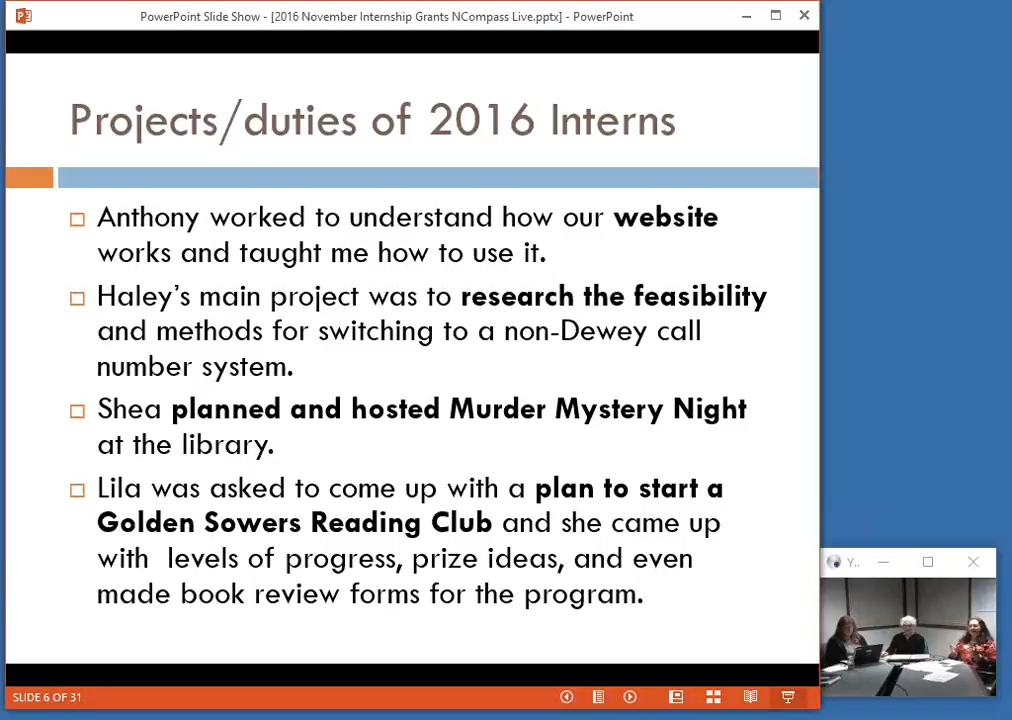 PowerPoint Slide Show - [2016 November Internship Grants NCompass Live.pptx] - PowerPoint
Projects/duties of 2016 Interns
Anthony worked to understand how our website
works and taught me how to use it.
Haley’s main project was to research the feasibility
and methods for switching to a non-Dewey call
number system.
Shea planned and hosted Murder Mystery Night
at the library.
Lila was asked to come up with a plan to start a
Golden Sowers Reading Club and she came up
with levels of progress, prize ideas, and even
made book review forms for the program.
Y..
SLIDE 6 OF 31